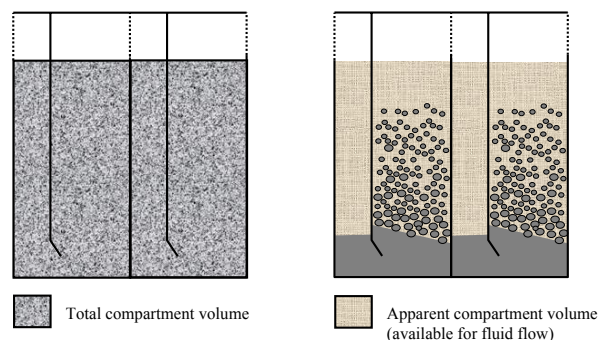 Total compartment volume
Apparent compartment volume
(available for fluid flow)